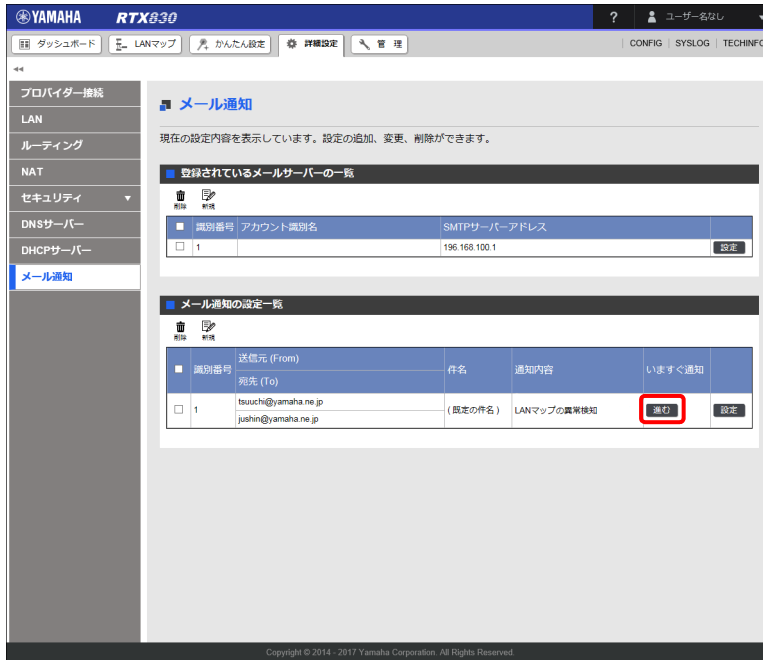 YAMAHA RTX830 ? ユーザー名なし
ダッシュボード LANマップ かんたん設定 詳細設定 管理 CONFIG SYSLOG TECHINFO
プロバイダー接続
LAN
ルーティング
NAT
セキュリティ
DNSサーバー
DHCPサーバー
メール通知
メール通知
現在の設定内容を表示しています。設定の追加、変更、削除ができます。
登録されているメールサーバーの一覧
削除 新規
識別番号 アカウント識別名 SMTPサーバーアドレス
1 196.168.100.1 設定
メール通知の設定一覧
削除 新規
識別番号 送信元 (From) 件名 通知内容 いますぐ通知
宛先 (To)
1 tsuuchi@yamaha.ne.jp (既定の件名) LANマップの異常検知 進む 設定
jushin@yamaha.ne.jp
Copyright © 2014 - 2017 Yamaha Corporation. All Rights Reserved.